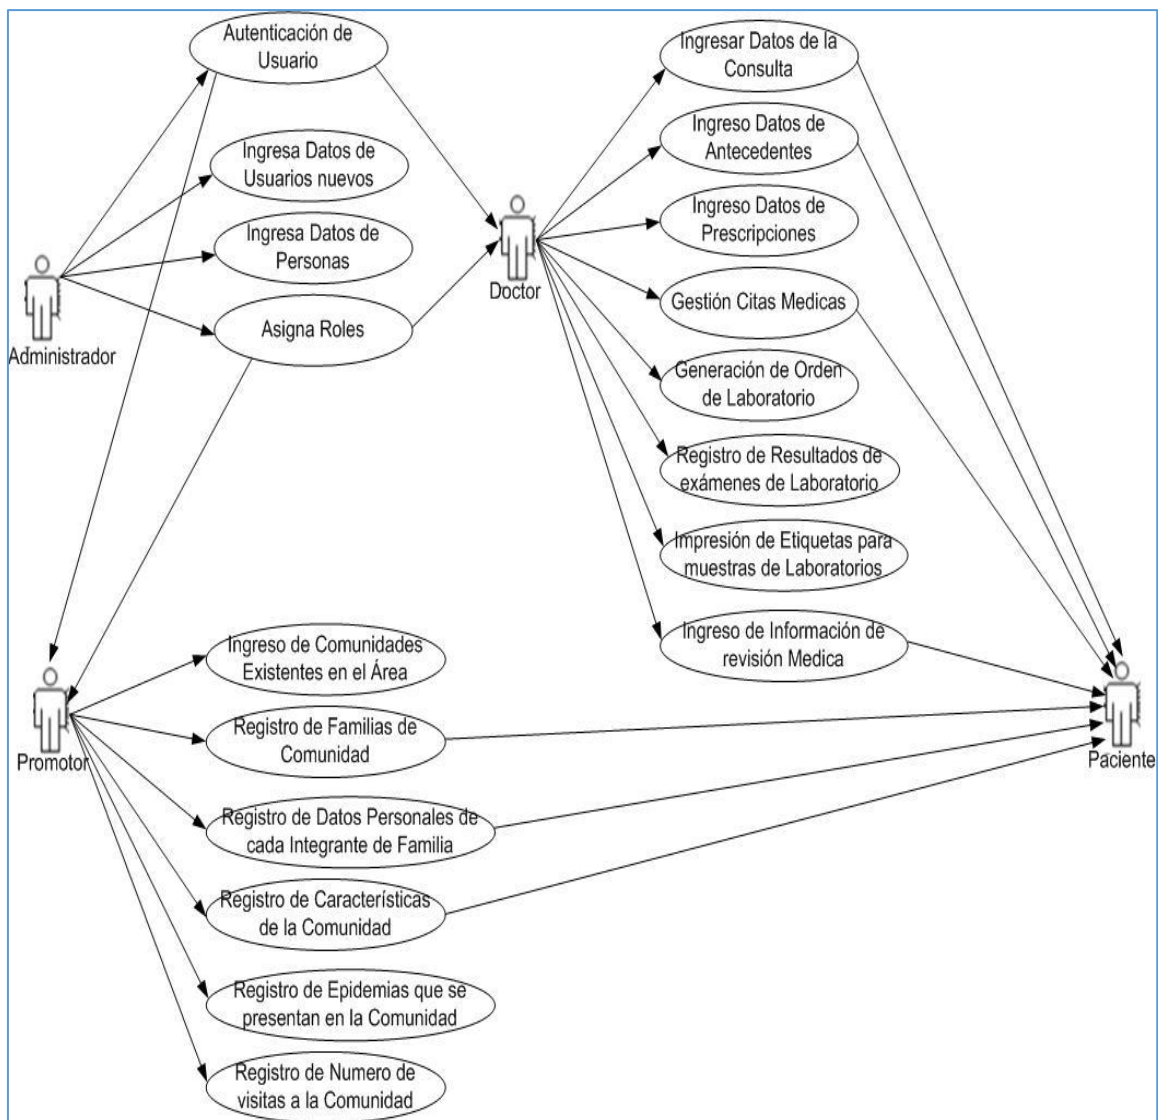 Autenticación de
Usuario
Ingresa Datos de
Usuarios nuevos
Ingresa Datos de
Personas
Asigna Roles
Administrador
Doctor
Ingresar Datos de la
Consulta
Ingreso Datos de
Antecedentes
Ingreso Datos de
Prescripciones
Gestión Citas Medicas
Generación de Orden
de Laboratorio
Registro de Resultados de
exámenes de Laboratorio
Impresión de Etiquetas para
muestras de Laboratorios
Ingreso de Información de
revisión Medica
Ingreso de Comunidades
Existentes en el Área
Registro de Familias de
Comunidad
Promotor
Paciente
Registro de Datos Personales de
cada Integrante de Familia
Registro de Características
de la Comunidad
Registro de Epidemias que se
presentan en la Comunidad
Registro de Numero de
visitas a la Comunidad